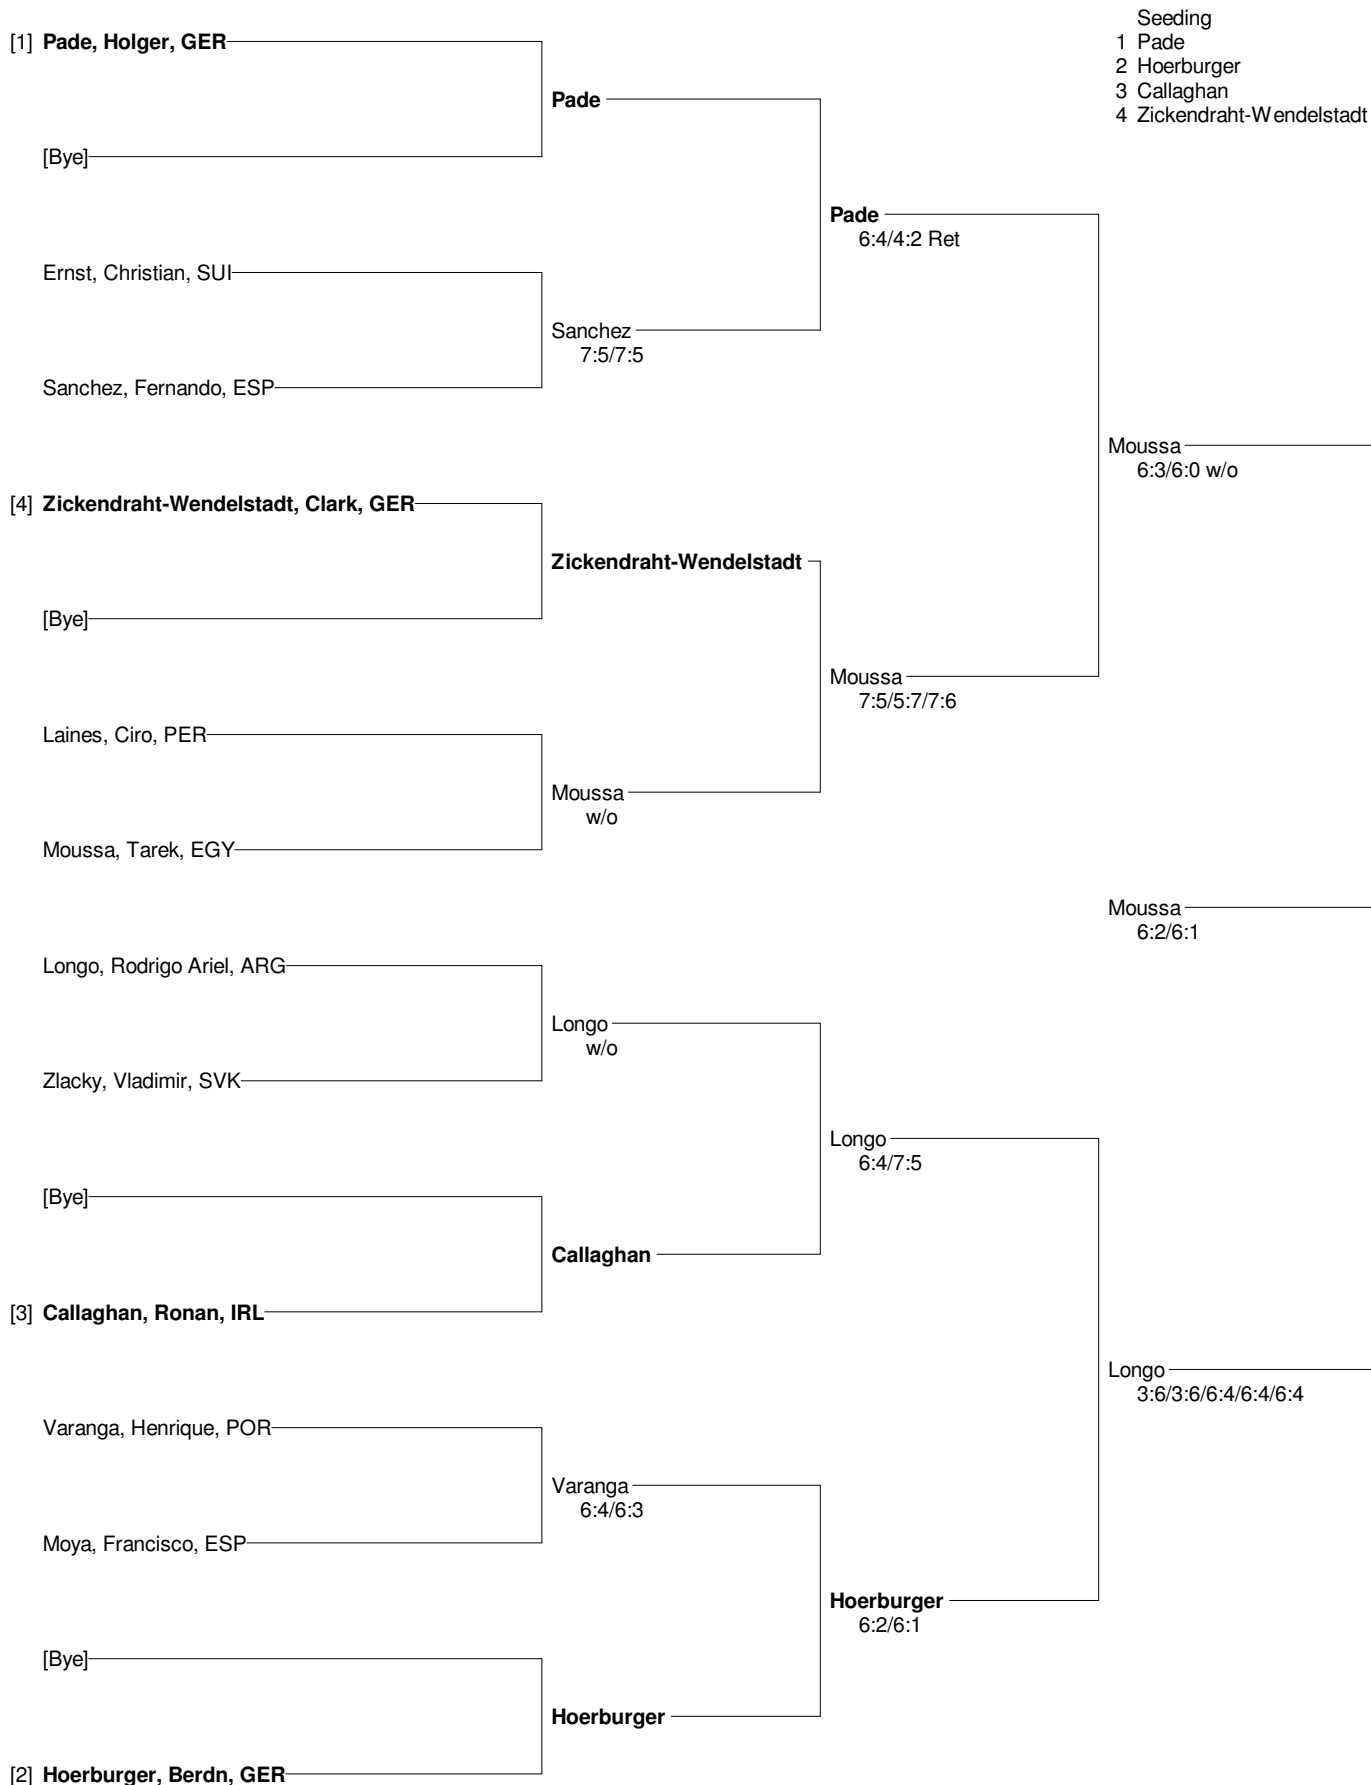 Seeding
1 Pade
2 Hoerburger
3 Callaghan
4 Zickendraht-Wendelstadt
[1] Pade, Holger, GER
Pade
[Bye]
Pade
6:4/4:2 Ret
Ernst, Christian, SUI
Sanchez
7:5/7:5
Sanchez, Fernando, ESP
Moussa
6:3/6:0 w/o
[4] Zickendraht-Wendelstadt, Clark, GER
Zickendraht-Wendelstadt
[Bye]
Moussa
7:5/5:7/7:6
Laines, Ciro, PER
Moussa
w/o
Moussa, Tarek, EGY
Moussa
6:2/6:1
Longo, Rodrigo Ariel, ARG
Longo
w/o
Zlacky, Vladimir, SVK
Longo
6:4/7:5
[Bye]
Callaghan
[3] Callaghan, Ronan, IRL
Longo
3:6/3:6/6:4/6:4/6:4
Varanga, Henrique, POR
Varanga
6:4/6:3
Moya, Francisco, ESP
Hoerburger
6:2/6:1
[Bye]
Hoerburger
[2] Hoerburger, Berdn, GER